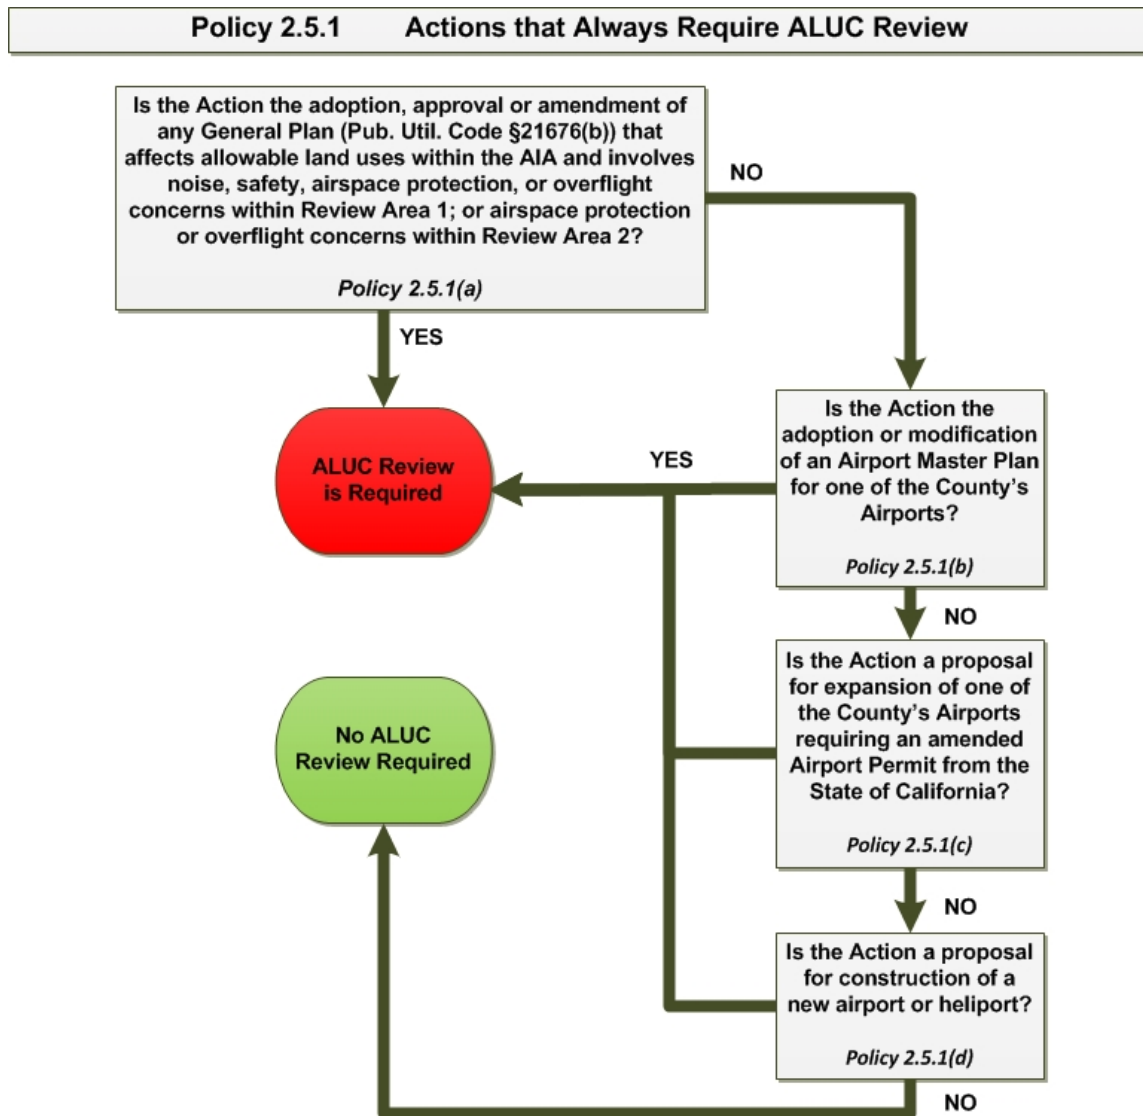 Policy 2.5.1 Actions that Always Require ALUC Review
Is the Action the adoption, approval or amendment of
any General Plan (Pub. Util. Code §21676(b)) that
affects allowable land uses within the AIA and involves
noise, safety, airspace protection, or overflight
concerns within Review Area 1; or airspace protection
or overflight concerns within Review Area 2?
Policy 2.5.1(a)
NO
YES
ALUC Review
is Required
YES
Is the Action the
adoption or modification
of an Airport Master Plan
for one of the County’s
Airports?
Policy 2.5.1(b)
NO
Is the Action a proposal
for expansion of one of
the County’s Airports
requiring an amended
Airport Permit from the
State of California?
Policy 2.5.1(c)
No ALUC
Review Required
NO
Is the Action a proposal
for construction of a
new airport or heliport?
Policy 2.5.1(d)
NO